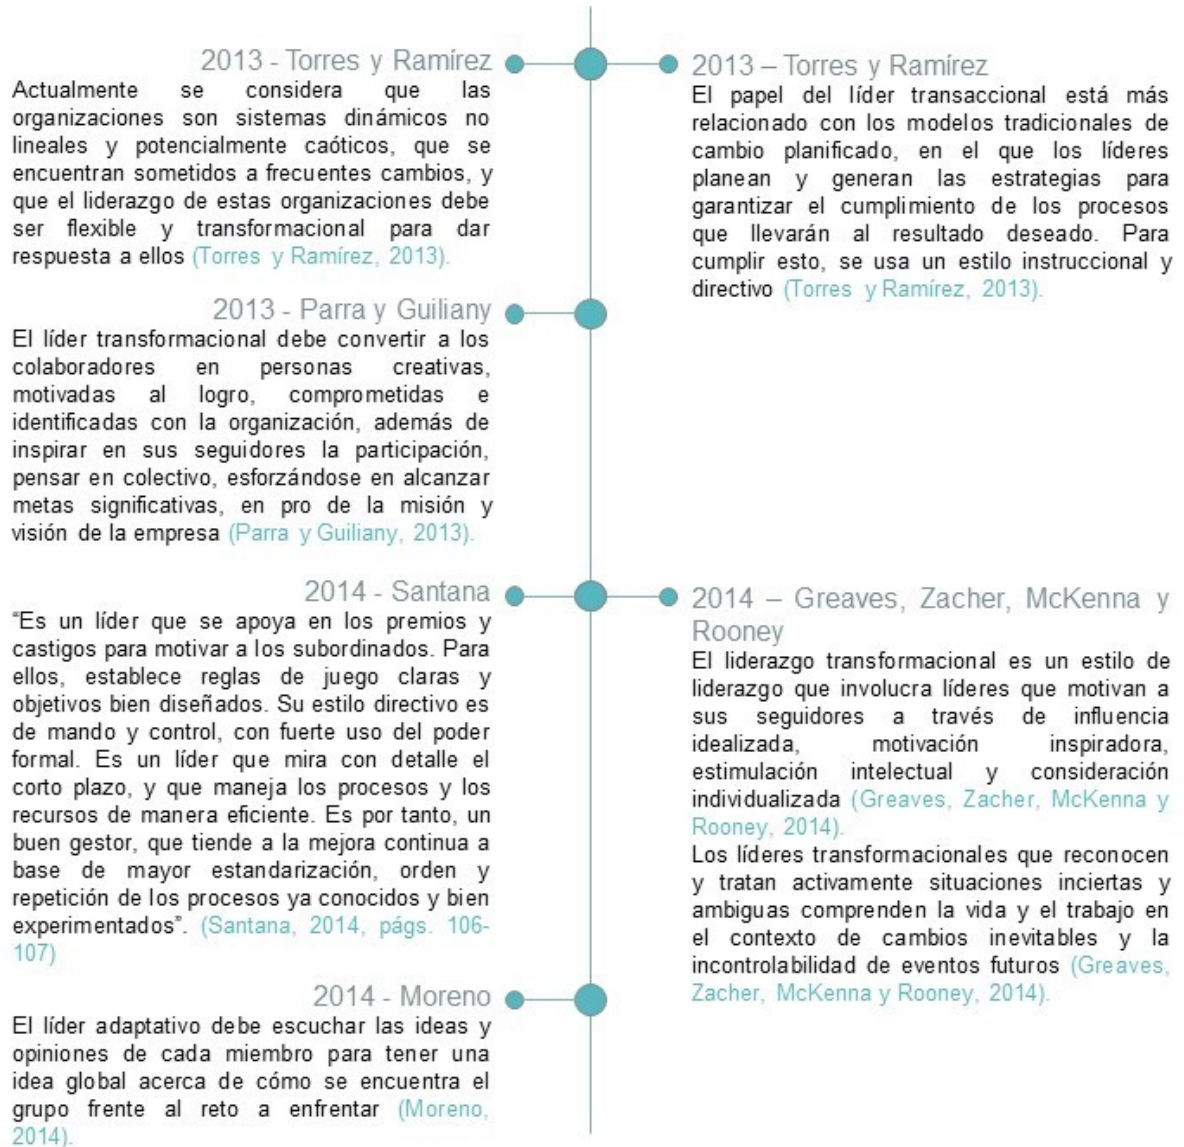 2013 - Torres y Ramírez
Actualmente se considera que las
organizaciones son sistemas dinámicos no
lineales y potencialmente caóticos, que se
encuentran sometidos a frecuentes cambios, y
que el liderazgo de estas organizaciones debe
ser flexible y transformacional para dar
respuesta a ellos (Torres y Ramírez, 2013).
2013 – Torres y Ramírez
El papel del líder transaccional está más
relacionado con los modelos tradicionales de
cambio planificado, en el que los líderes
planean y generan las estrategias para
garantizar el cumplimiento de los procesos
que llevarán al resultado deseado. Para
cumplir esto, se usa un estilo instruccional y
directivo (Torres y Ramírez, 2013).
2013 - Parra y Guiliany
El líder transformacional debe convertir a los
colaboradores en personas creativas,
motivadas al logro, comprometidas e
identificadas con la organización, además de
inspirar en sus seguidores la participación,
pensar en colectivo, esforzándose en alcanzar
metas significativas, en pro de la misión y
visión de la empresa (Parra y Guiliany, 2013).
2014 - Santana
“Es un líder que se apoya en los premios y
castigos para motivar a los subordinados. Para
ellos, establece reglas de juego claras y
objetivos bien diseñados. Su estilo directivo es
de mando y control, con fuerte uso del poder
formal. Es un líder que mira con detalle el
corto plazo, y que maneja los procesos y los
recursos de manera eficiente. Es por tanto, un
buen gestor, que tiende a la mejora continua a
base de mayor estandarización, orden y
repetición de los procesos ya conocidos y bien
experimentados”. (Santana, 2014, págs. 106-
107)
2014 – Greaves, Zacher, McKenna y
Rooney
El liderazgo transformacional es un estilo de
liderazgo que involucra líderes que motivan a
sus seguidores a través de influencia
idealizada, motivación inspiradora,
estimulación intelectual y consideración
individualizada (Greaves, Zacher, McKenna y
Rooney, 2014).
Los líderes transformacionales que reconocen
y tratan activamente situaciones inciertas y
ambiguas comprenden la vida y el trabajo en
el contexto de cambios inevitables y la
incontrolabilidad de eventos futuros (Greaves,
Zacher, McKenna y Rooney, 2014).
2014 - Moreno
El líder adaptativo debe escuchar las ideas y
opiniones de cada miembro para tener una
idea global acerca de cómo se encuentra el
grupo frente al reto a enfrentar (Moreno,
2014).